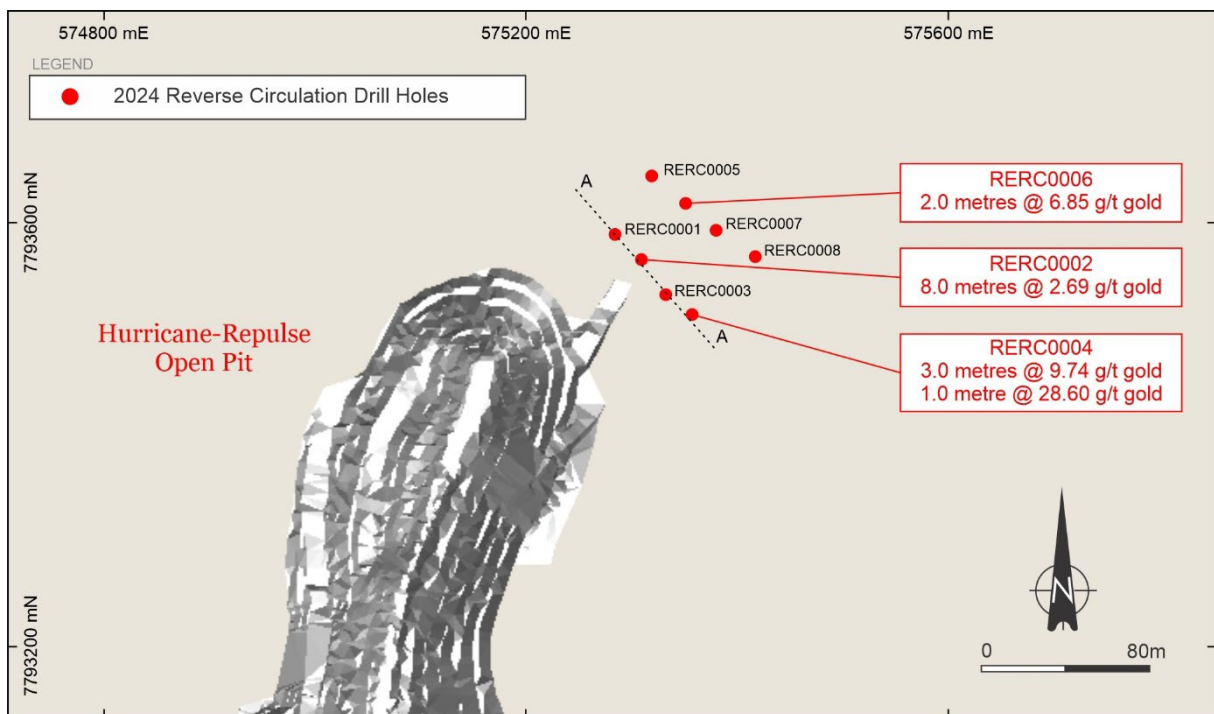 574800 mE
575200 mE
575600 mE
LEGEND
2024 Reverse Circulation Drill Holes
7793600 mN
7793200 mN
A
RERC0005
RERC0001
RERC0007
RERC0008
RERC0003
A
RERC0006
2.0 metres @ 6.85 g/t gold
RERC0002
8.0 metres @ 2.69 g/t gold
RERC0004
3.0 metres @ 9.74 g/t gold
1.0 metre @ 28.60 g/t gold
Hurricane-Repulse
Open Pit
N
0
80m